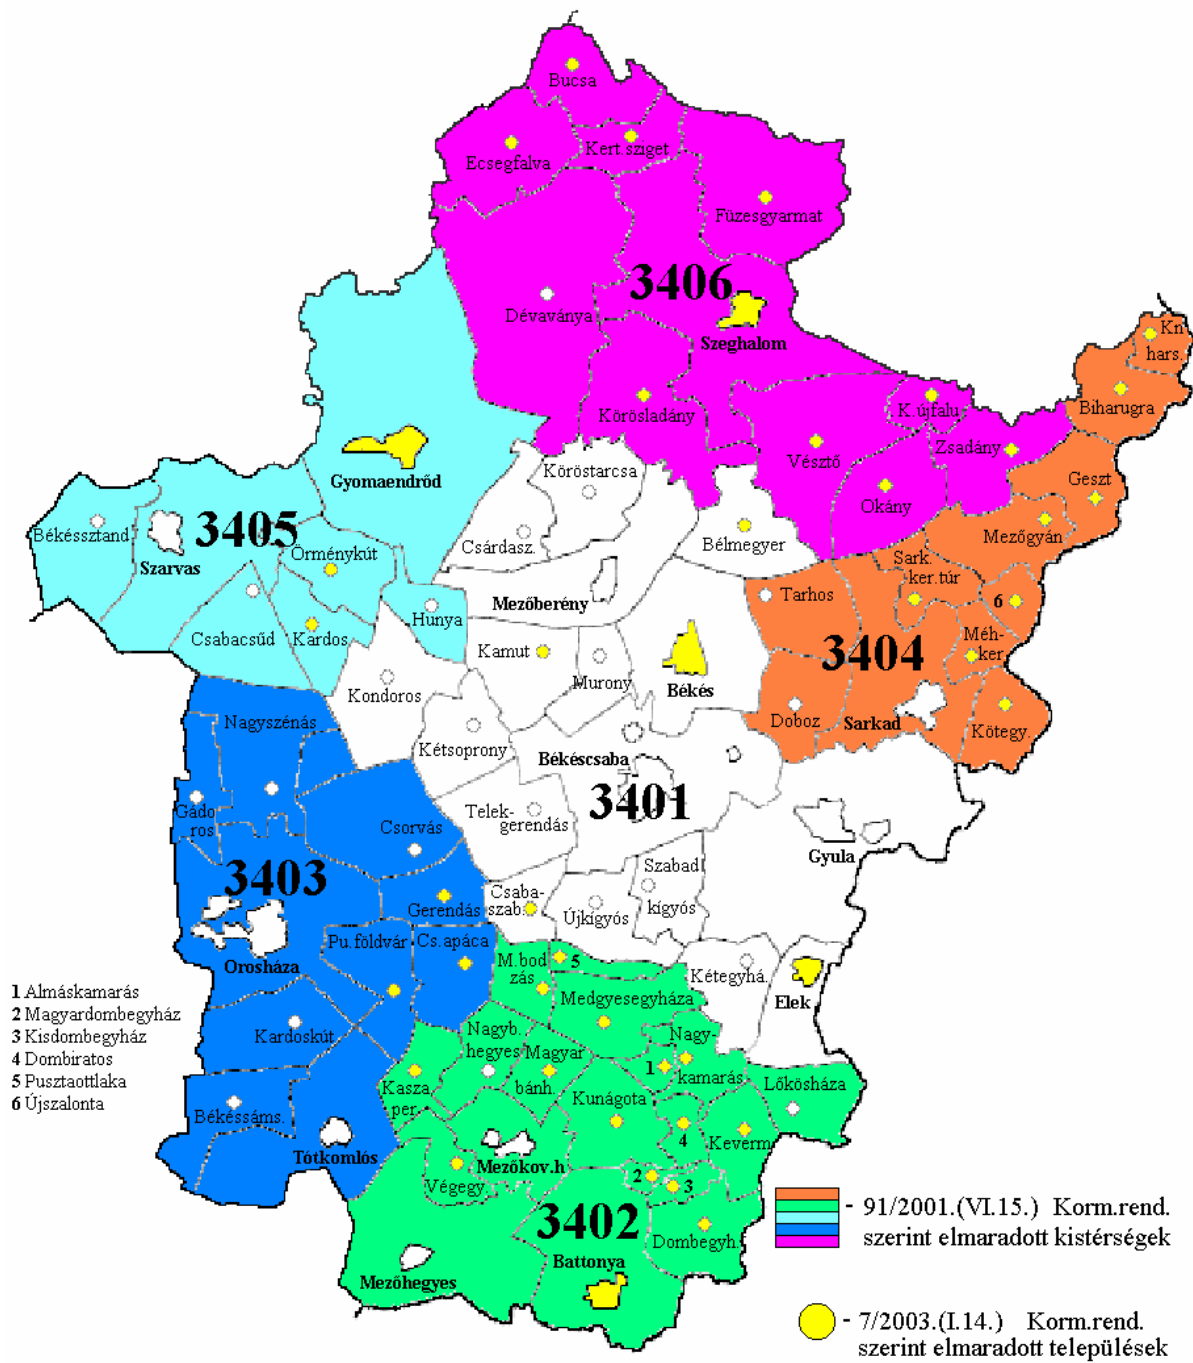 Bucsa
Ecsegfalva
Kert.sziget
Füzesgyarmat
3406
Dévaványa
Szeghalom
Kn
hars.
Biharugra
Körösladány
K.újfalu
Zsadány
Vésztő
Okány
Geszt
Mezőgyán
Gyomaendrőd
Köröstarcsa
Csárdasz.
Bélmegyer
Békéssztand
3405
Szarvas
Örménykút
Csabacsűd
Kardos
Hunya
Mezőberény
Sark.
ker.túr
Tarhos
6
Méh-
ker.
3404
Kamut
Murony
Békés
Kondoros
Doboz
Sarkad
Kötegy.
Nagyszénás
Kétsoprony
Békéscsaba
3401
Gádo
ros
Csorvás
Telek-
gerendás
Gyula
3403
Gerendás
Csaba-
szab.
Újkígyós
Szabad
kígyós
Pu.földvár
Cs.apáca
Orosháza
M.bod
zás
5
Medgyesegyháza
Kétegyhá.
Elek
1 Almáskamarás
2 Magyardombegyház
3 Kisdombegyház
4 Dombiratos
5 Pusztaottlaka
6 Újszalonta
Kardoskút
Nagyb.
hegyes
Magyar
bánh.
Nagy-
kamarás
1
Kasza
per.
Kunágota
Lőkösháza
Békéssáms.
Tótkomlós
Mezőkov.h
4
Keverm.
Végegy.
2
3
3402
Dombegyh.
Battonya
Mezőhegyes
- 91/2001.(VI.15.) Korm.rend.
szerint elmaradott kistérségek
- 7/2003.(I.14.) Korm.rend.
szerint elmaradott települések